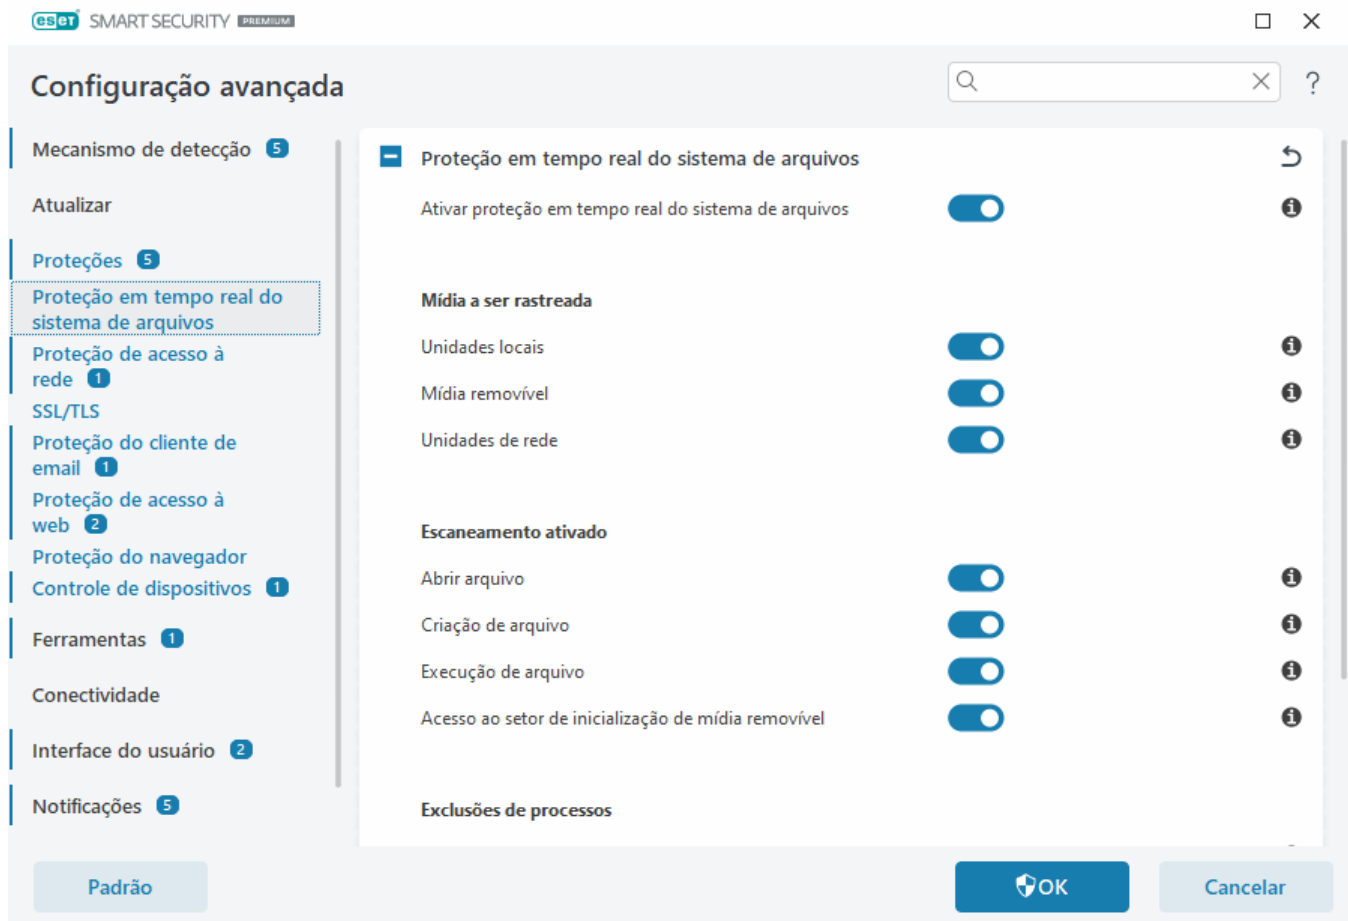 eset SMART SECURITY PREMIUM
Configuração avançada
?
Mecanismo de detecção 5
Atualizar
Proteções 5
Proteção em tempo real do
sistema de arquivos
Proteção de acesso à
rede 1
SSL/TLS
Proteção do cliente de
email 1
Proteção de acesso à
web 2
Proteção do navegador
Controle de dispositivos 1
Ferramentas 1
Conectividade
Interface do usuário 2
Notificações 5
Proteção em tempo real do sistema de arquivos
Ativar proteção em tempo real do sistema de arquivos
Mídia a ser rastreada
Unidades locais
Mídia removível
Unidades de rede
Escaneamento ativado
Abrir arquivo
Criação de arquivo
Execução de arquivo
Acesso ao setor de inicialização de mídia removível
Exclusões de processos
Padrão
OK
Cancelar